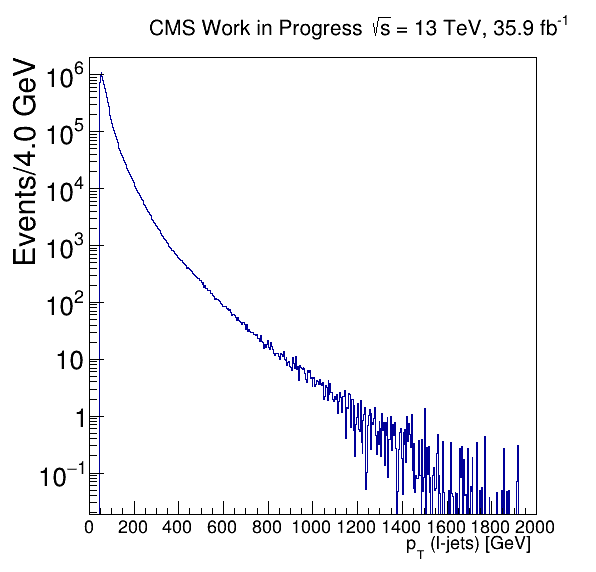 CMS Work in Progress √s = 13 TeV, 35.9 fb⁻¹
Events/4.0 GeV
10⁶
10⁵
10⁴
10³
10²
10
1
10⁻¹
0 200 400 600 800 1000 1200 1400 1600 1800 2000
p_T (l-jets) [GeV]